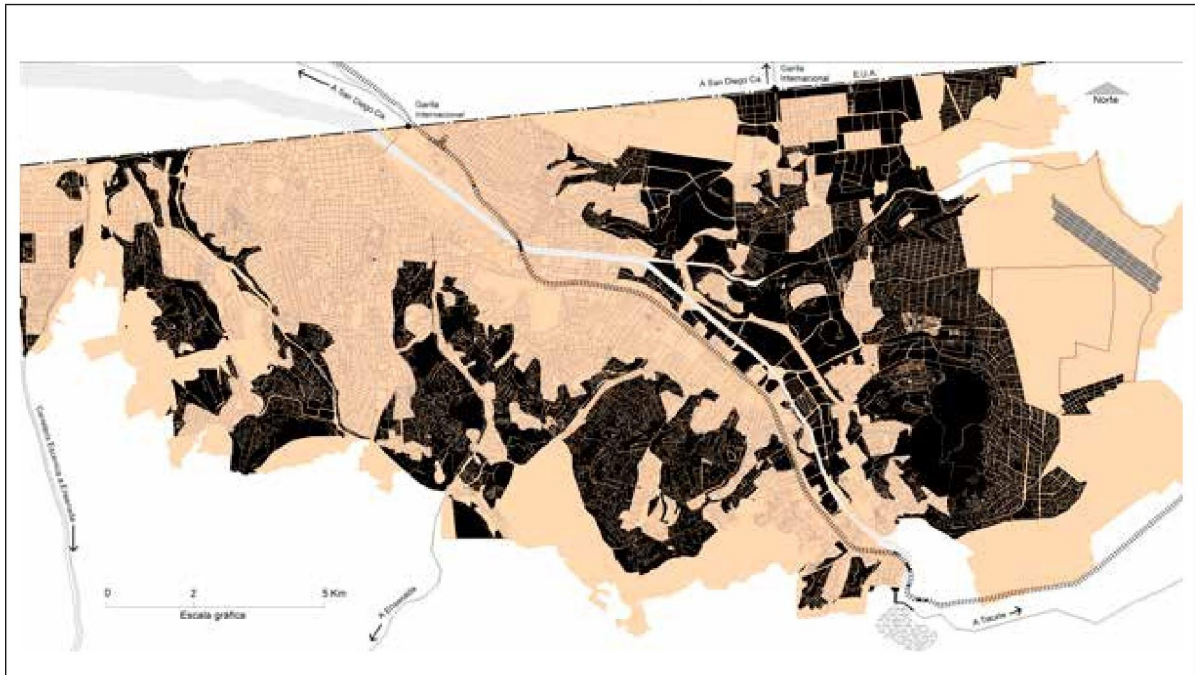 A San Diego Ca.
Garita
Internacional
A San Diego Ca.
Garita
Internacional
E.U.A.
Norte
Carretera Escénica a Ensenada
0 2 5 Km
Escala gráfica
A Ensenada
A Tecate